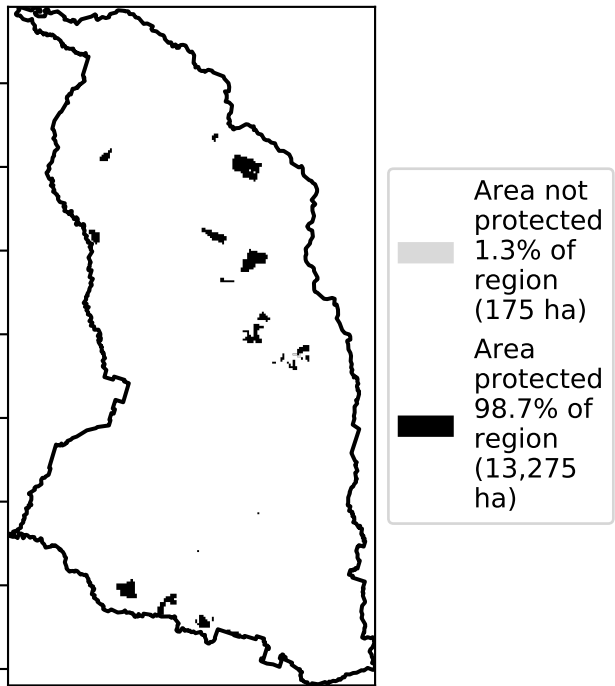 Area not
protected
1.3% of
region
(175 ha)
Area
protected
98.7% of
region
(13,275
ha)